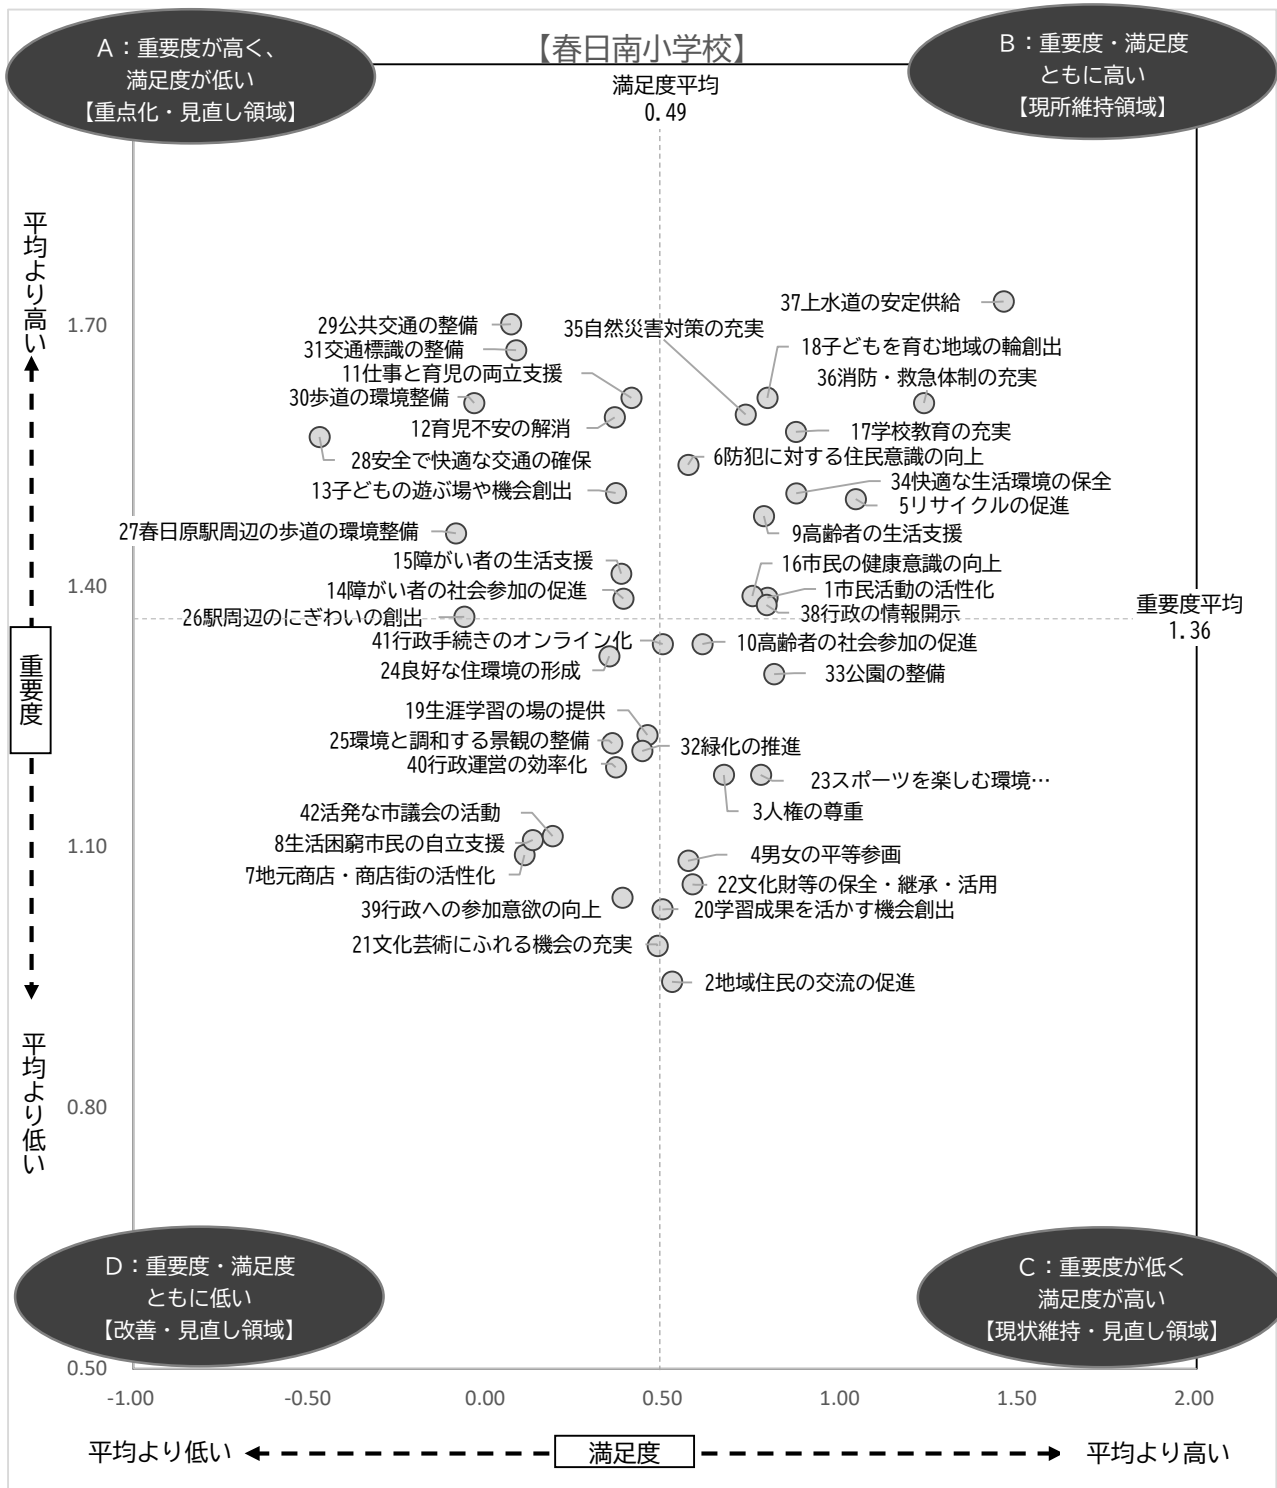 【春日南小学校】
A：重要度が高く、
満足度が低い
【重点化・見直し領域】
満足度平均
0.49
B：重要度・満足度
ともに高い
【現所維持領域】
平均より高い
重要度
平均より低い
1.70
1.40
1.10
0.80
0.50
37上水道の安定供給
29公共交通の整備
35自然災害対策の充実
31交通標識の整備
18子どもを育む地域の輪創出
11仕事と育児の両立支援
36消防・救急体制の充実
30歩道の環境整備
12育児不安の解消
17学校教育の充実
28安全で快適な交通の確保
6防犯に対する住民意識の向上
34快適な生活環境の保全
13子どもの遊ぶ場や機会創出
5リサイクルの促進
27春日原駅周辺の歩道の環境整備
9高齢者の生活支援
15障がい者の生活支援
16市民の健康意識の向上
14障がい者の社会参加の促進
1市民活動の活性化
38行政の情報開示
重要度平均
1.36
26駅周辺のにぎわいの創出
41行政手続きのオンライン化
10高齢者の社会参加の促進
24良好な住環境の形成
33公園の整備
19生涯学習の場の提供
25環境と調和する景観の整備
32緑化の推進
40行政運営の効率化
23スポーツを楽しむ環境…
3人権の尊重
42活発な市議会の活動
8生活困窮市民の自立支援
4男女の平等参画
7地元商店・商店街の活性化
22文化財等の保全・継承・活用
39行政への参加意欲の向上
20学習成果を活かす機会創出
21文化芸術にふれる機会の充実
2地域住民の交流の促進
D：重要度・満足度
ともに低い
【改善・見直し領域】
C：重要度が低く
満足度が高い
【現状維持・見直し領域】
-1.00
-0.50
0.00
0.50
1.00
1.50
2.00
平均より低い
満足度
平均より高い